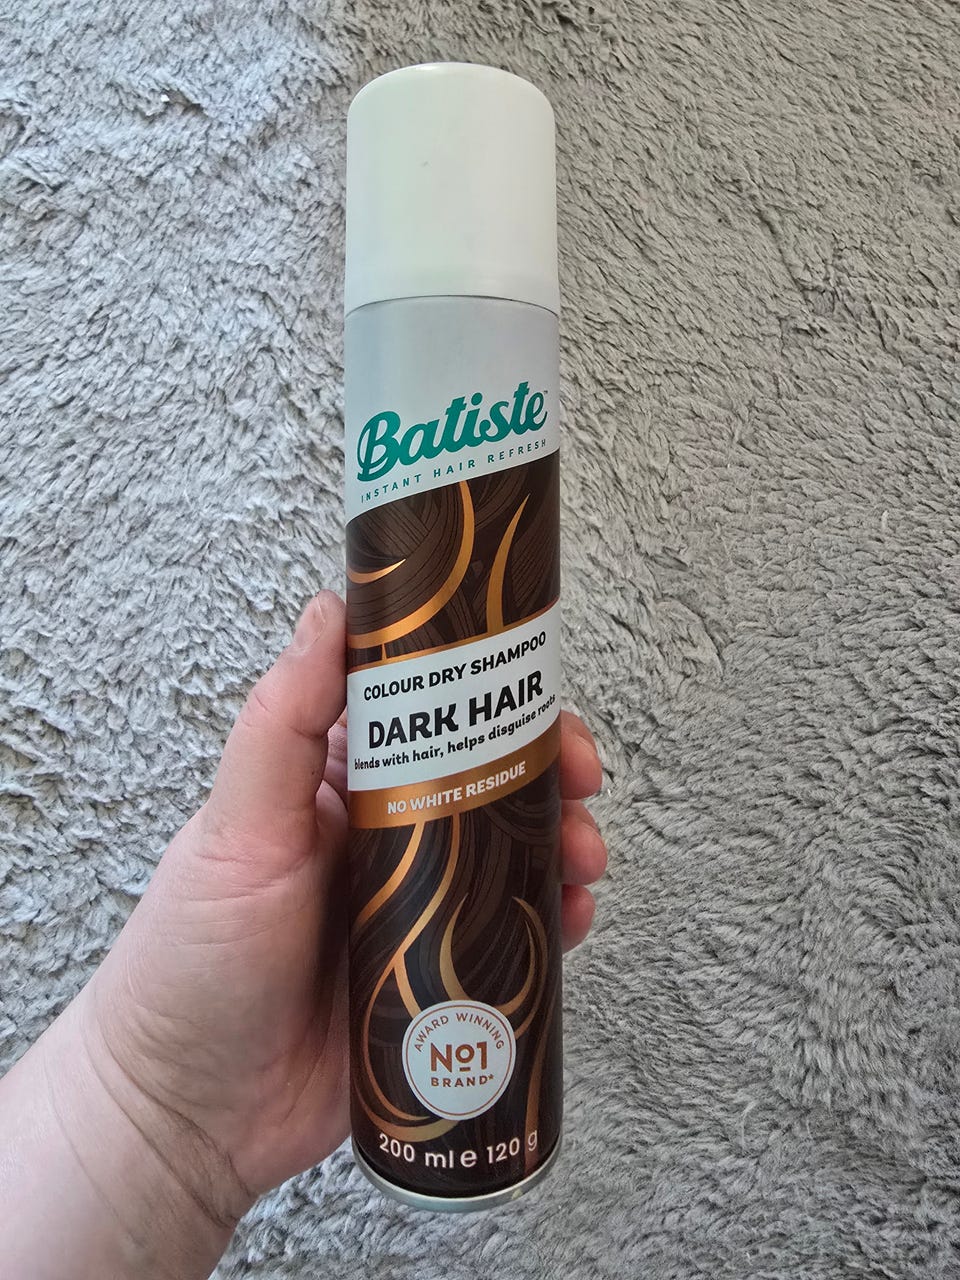 Batiste™
INSTANT HAIR REFRESH
COLOUR DRY SHAMPOO
DARK HAIR
blends with hair, helps disguise roots
NO WHITE RESIDUE
AWARD WINNING
Nº1
BRAND*
200 ml e 120 g